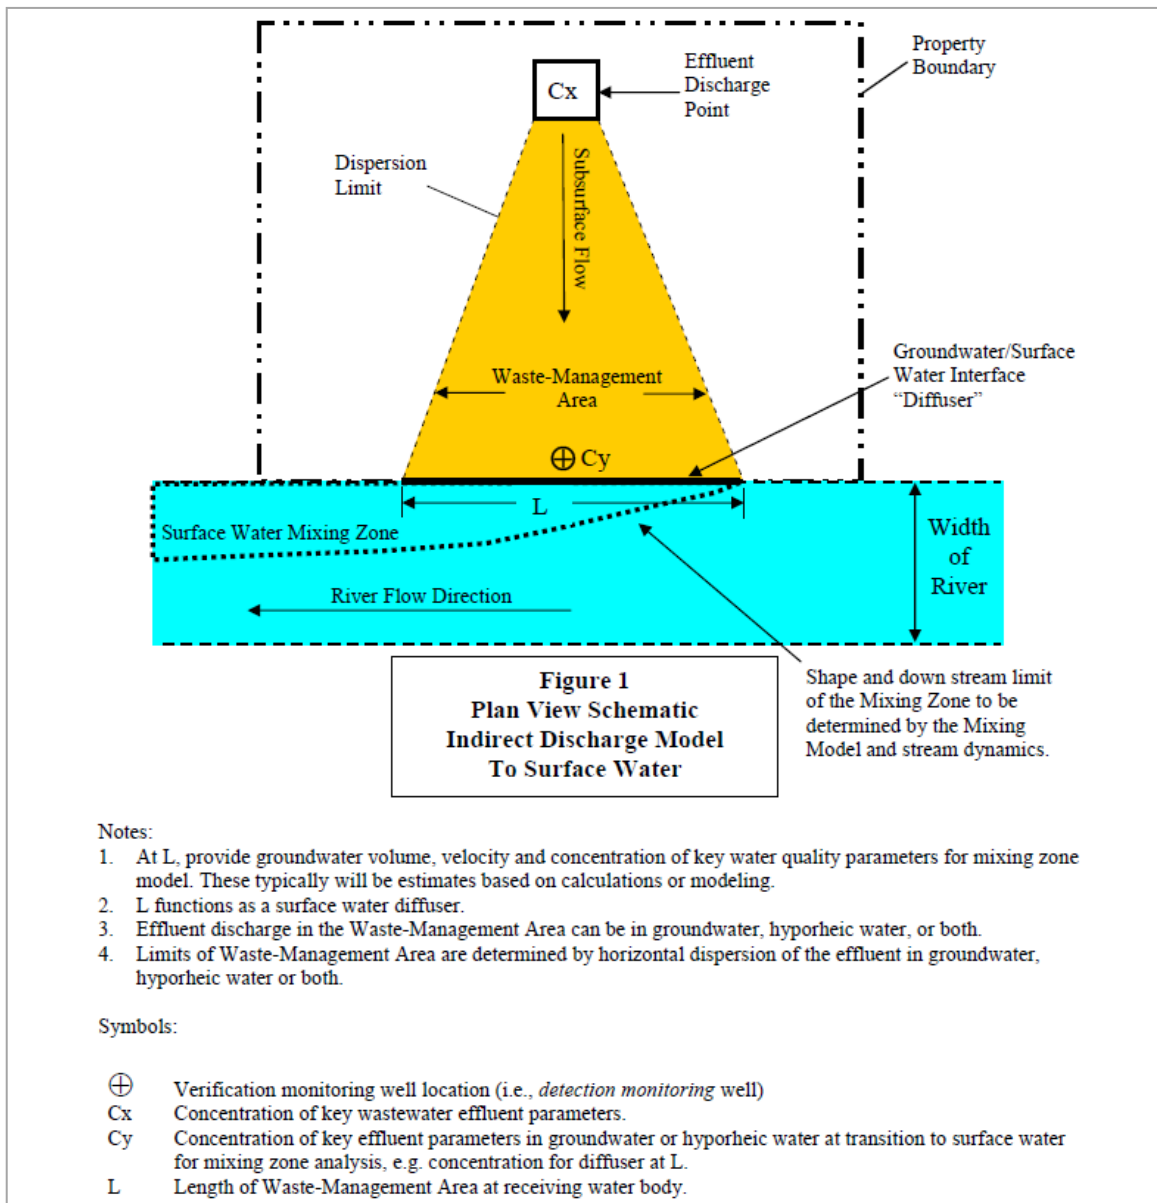 Property
Boundary
Effluent
Discharge
Point
Cx
Dispersion
Limit
Subsurface Flow
Groundwater/Surface
Water Interface
“Diffuser”
Waste-Management
Area
Cy
L
Surface Water Mixing Zone
Width
of
River
River Flow Direction
Shape and down stream limit
of the Mixing Zone to be
determined by the Mixing
Model and stream dynamics.
Figure 1
Plan View Schematic
Indirect Discharge Model
To Surface Water
Notes:
1. At L, provide groundwater volume, velocity and concentration of key water quality parameters for mixing zone
model. These typically will be estimates based on calculations or modeling.
2. L functions as a surface water diffuser.
3. Effluent discharge in the Waste-Management Area can be in groundwater, hyporheic water, or both.
4. Limits of Waste-Management Area are determined by horizontal dispersion of the effluent in groundwater,
hyporheic water or both.
Symbols:
⊕ Verification monitoring well location (i.e., detection monitoring well)
Cx Concentration of key wastewater effluent parameters.
Cy Concentration of key effluent parameters in groundwater or hyporheic water at transition to surface water
for mixing zone analysis, e.g. concentration for diffuser at L.
L Length of Waste-Management Area at receiving water body.